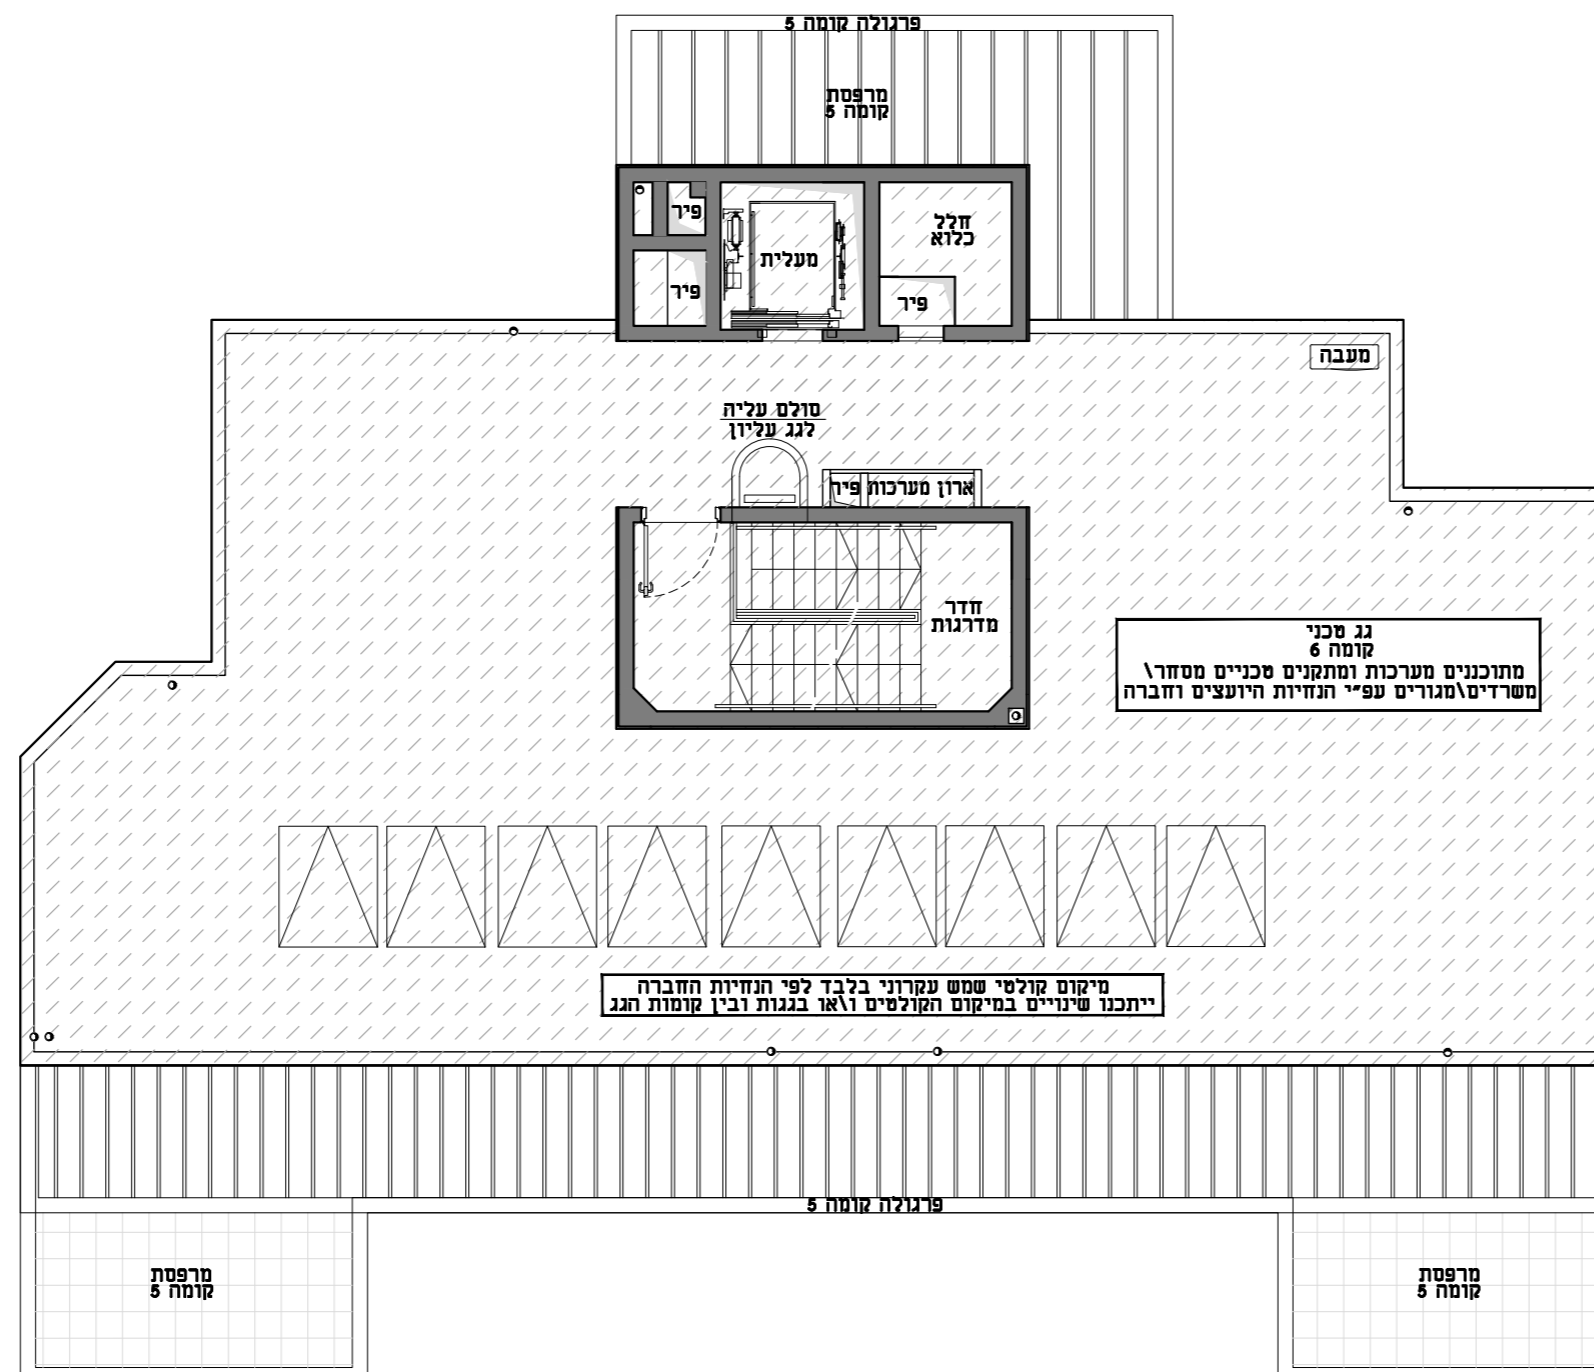 פרגולה קומה 5
מרפסת
קומה 5
פיר
מעלית
חלל
כלוא
פיר
פיר
מעבה
סולם עליה
לגג עליון
ארון מערכות
פיר
חדר
מדרגות
גג טכני
קומה 6
מתוכננים מערכות ומתקנים טכניים מסחר\
משרדים\מגורים עפ״י הנחיות היועצים וחברה
מיקום קולטי שמש עקרוני בלבד לפי הנחיות החברה
ייתכנו שינויים במיקום הקולטים ו\או בגגות ובין קומות הגג
פרגולה קומה 5
מרפסת
קומה 5
מרפסת
קומה 5